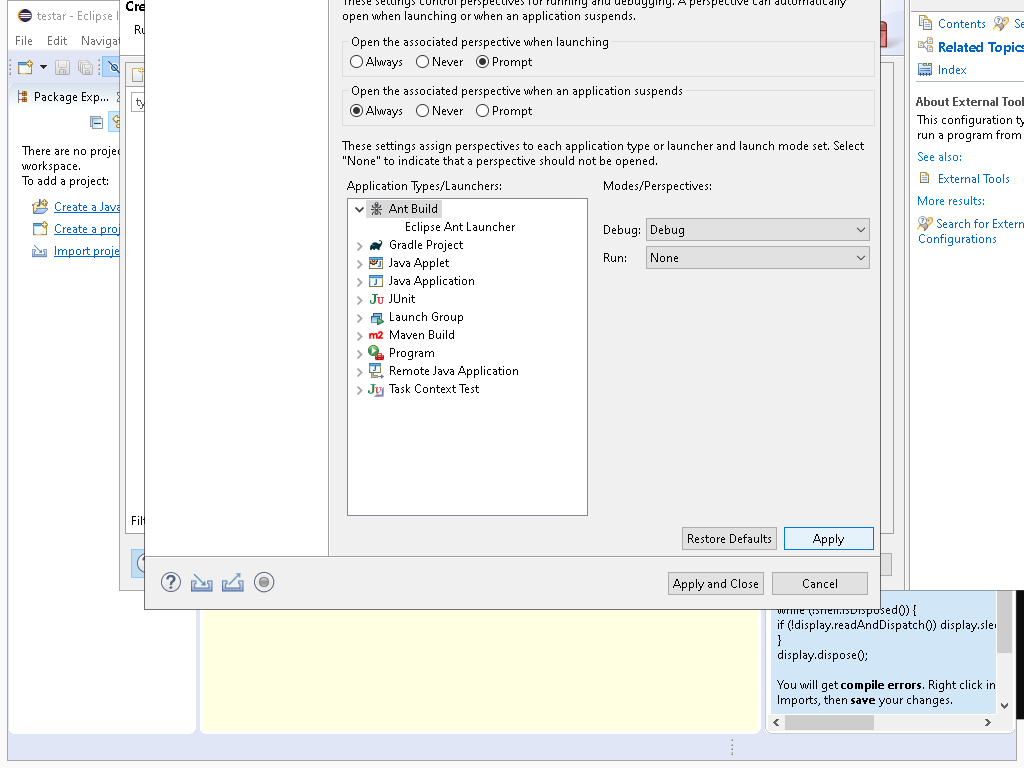 testar - Eclipse I
File Edit Navigat
Package Exp...
There are no proje
workspace.
To add a project:
Create a Java
Create a proj
Import proje
Cre
Ru
ty
Filt
These settings control perspectives for running and debugging. A perspective can automatically
open when launching or when an application suspends.
Open the associated perspective when launching
Always Never Prompt
Open the associated perspective when an application suspends
Always Never Prompt
These settings assign perspectives to each application type or launcher and launch mode set. Select
"None" to indicate that a perspective should not be opened.
Application Types/Launchers:
Modes/Perspectives:
Ant Build
Eclipse Ant Launcher
Gradle Project
Java Applet
Java Application
JUnit
Launch Group
Maven Build
Program
Remote Java Application
Task Context Test
Debug: Debug
Run: None
Restore Defaults Apply
Apply and Close Cancel
Contents Se
Related Topics
Index
About External Tool
This configuration ty
run a program from
See also:
External Tools
More results:
Search for Extern
Configurations
while (!shell.isDisposed()) {
if (!display.readAndDispatch()) display.slee
}
display.dispose();
You will get compile errors. Right click in
Imports, then save your changes.